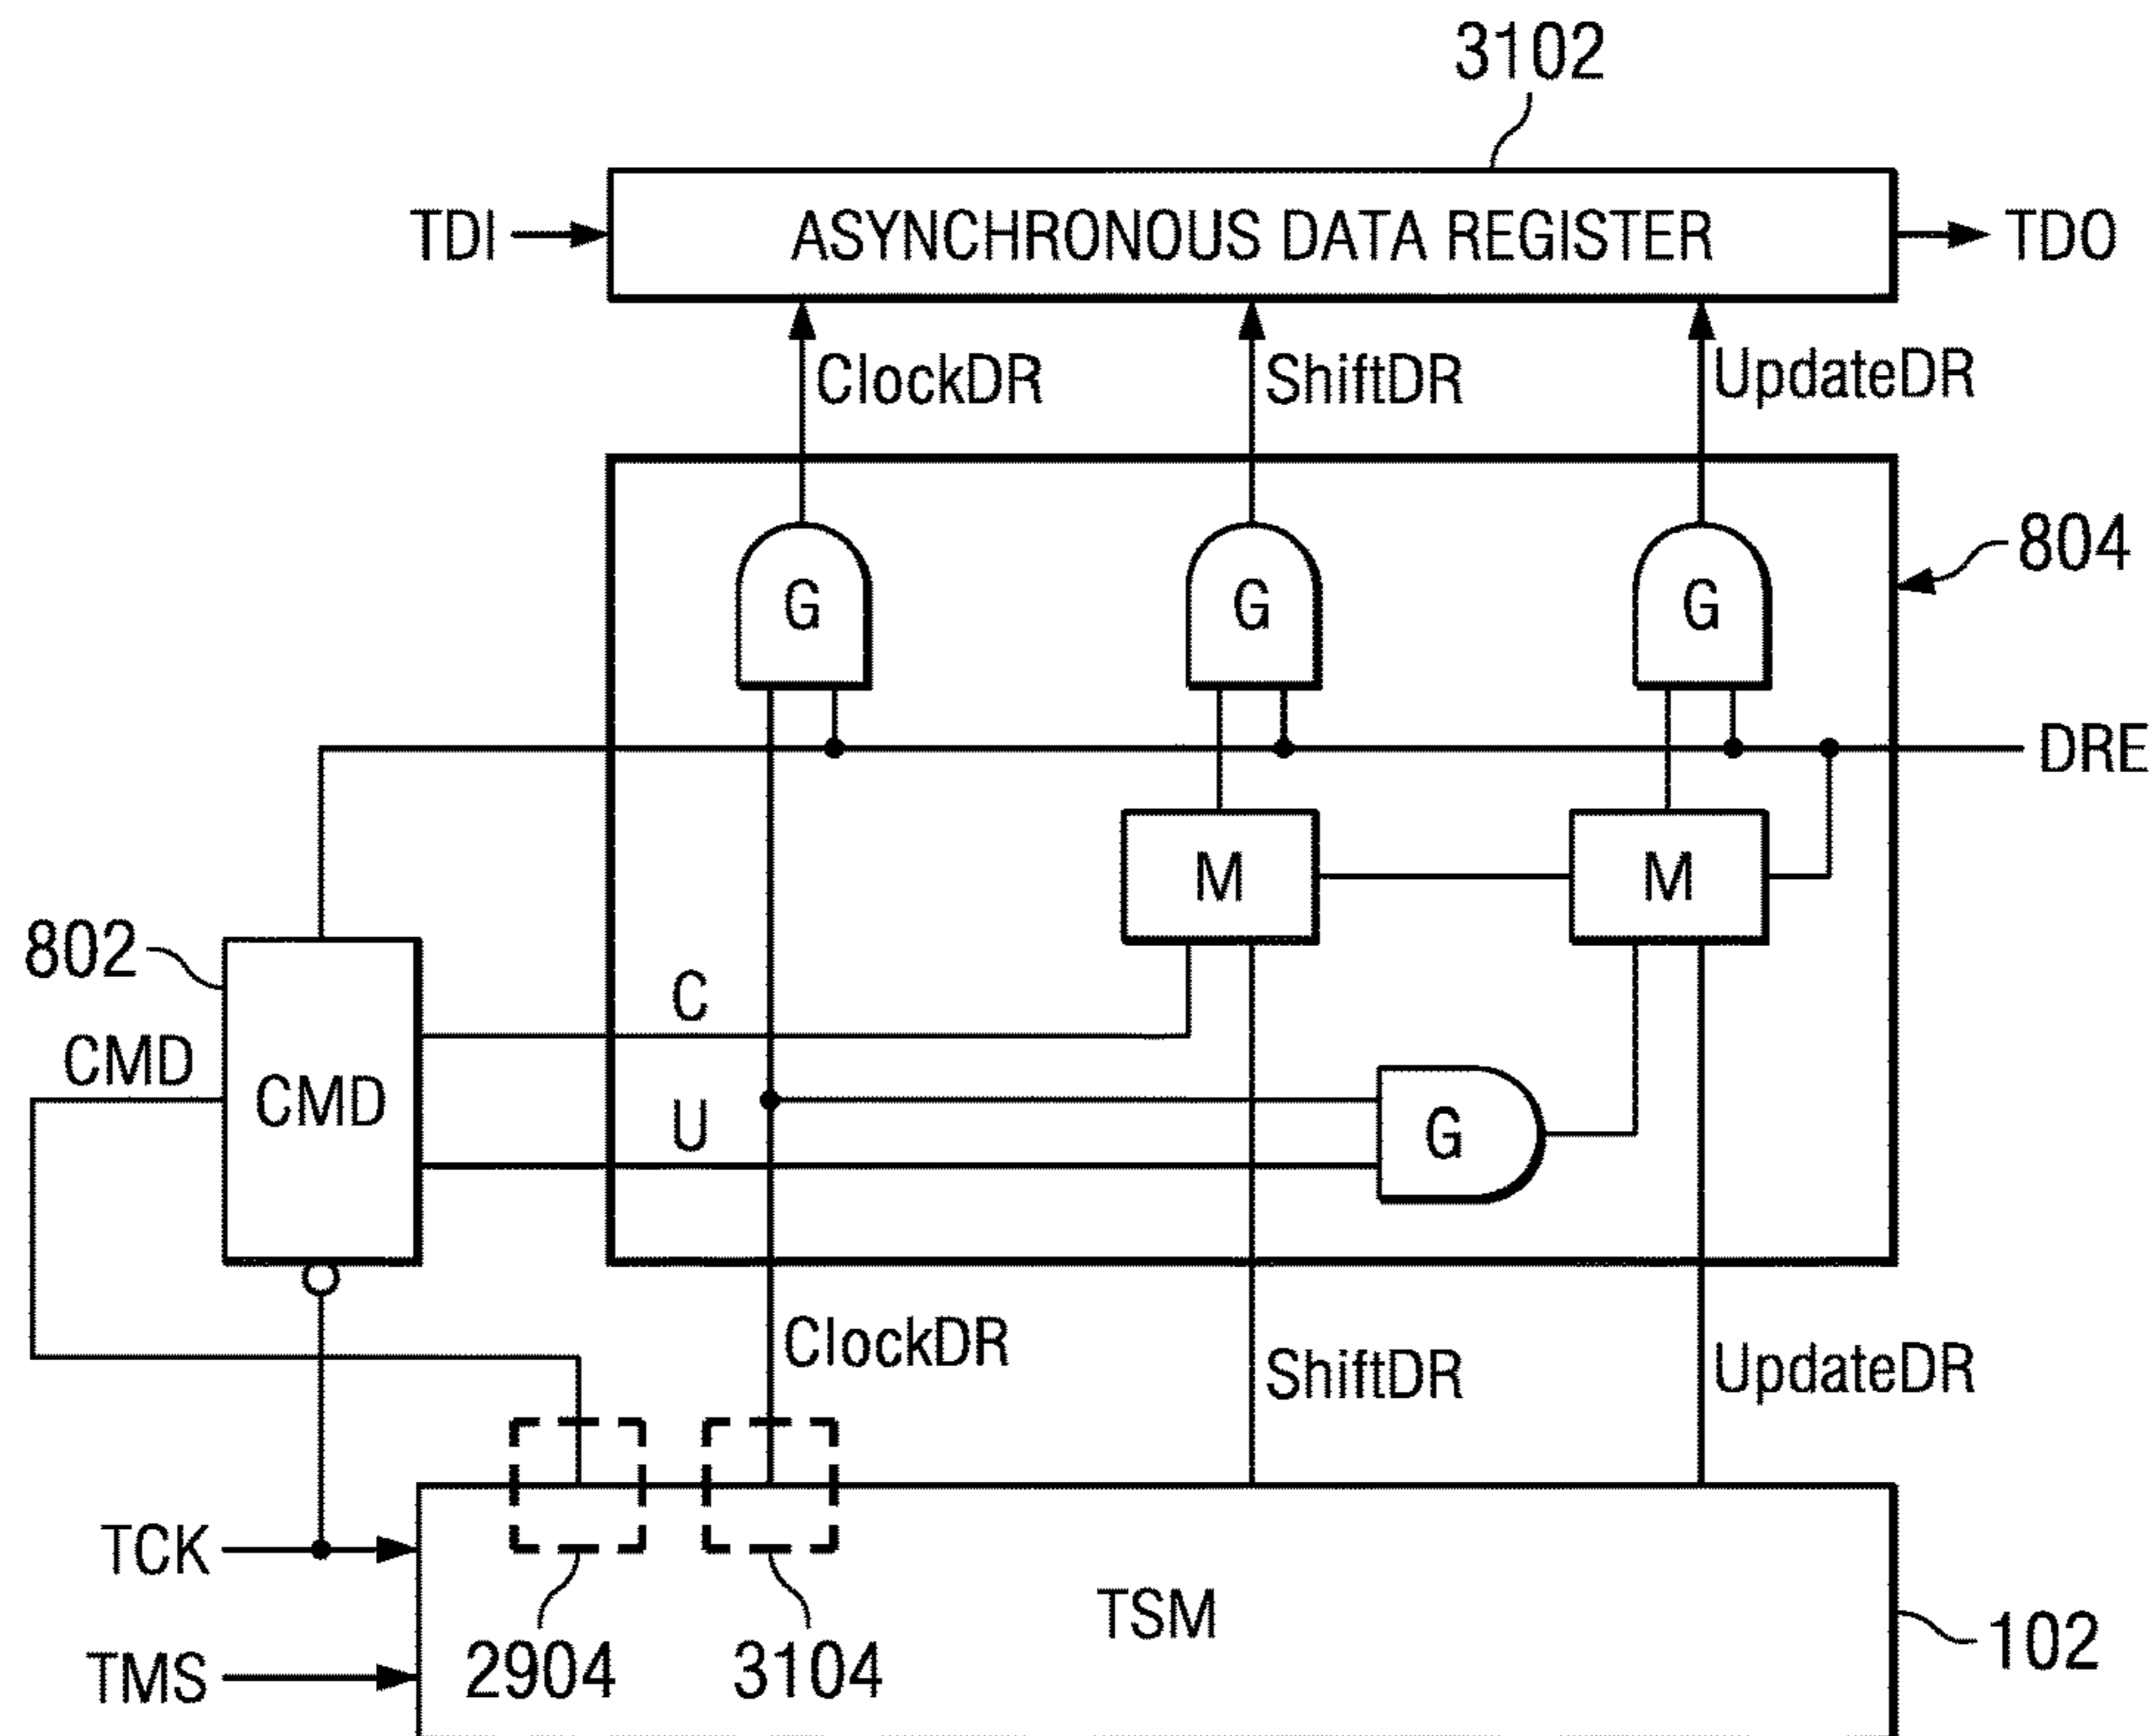 3102
TDI
ASYNCHRONOUS DATA REGISTER
TDO
ClockDR
ShiftDR
UpdateDR
G
G
G
804
DRE
M
M
802
C
CMD
CMD
U
G
ClockDR
ShiftDR
UpdateDR
TCK
TSM
TMS
2904
3104
102